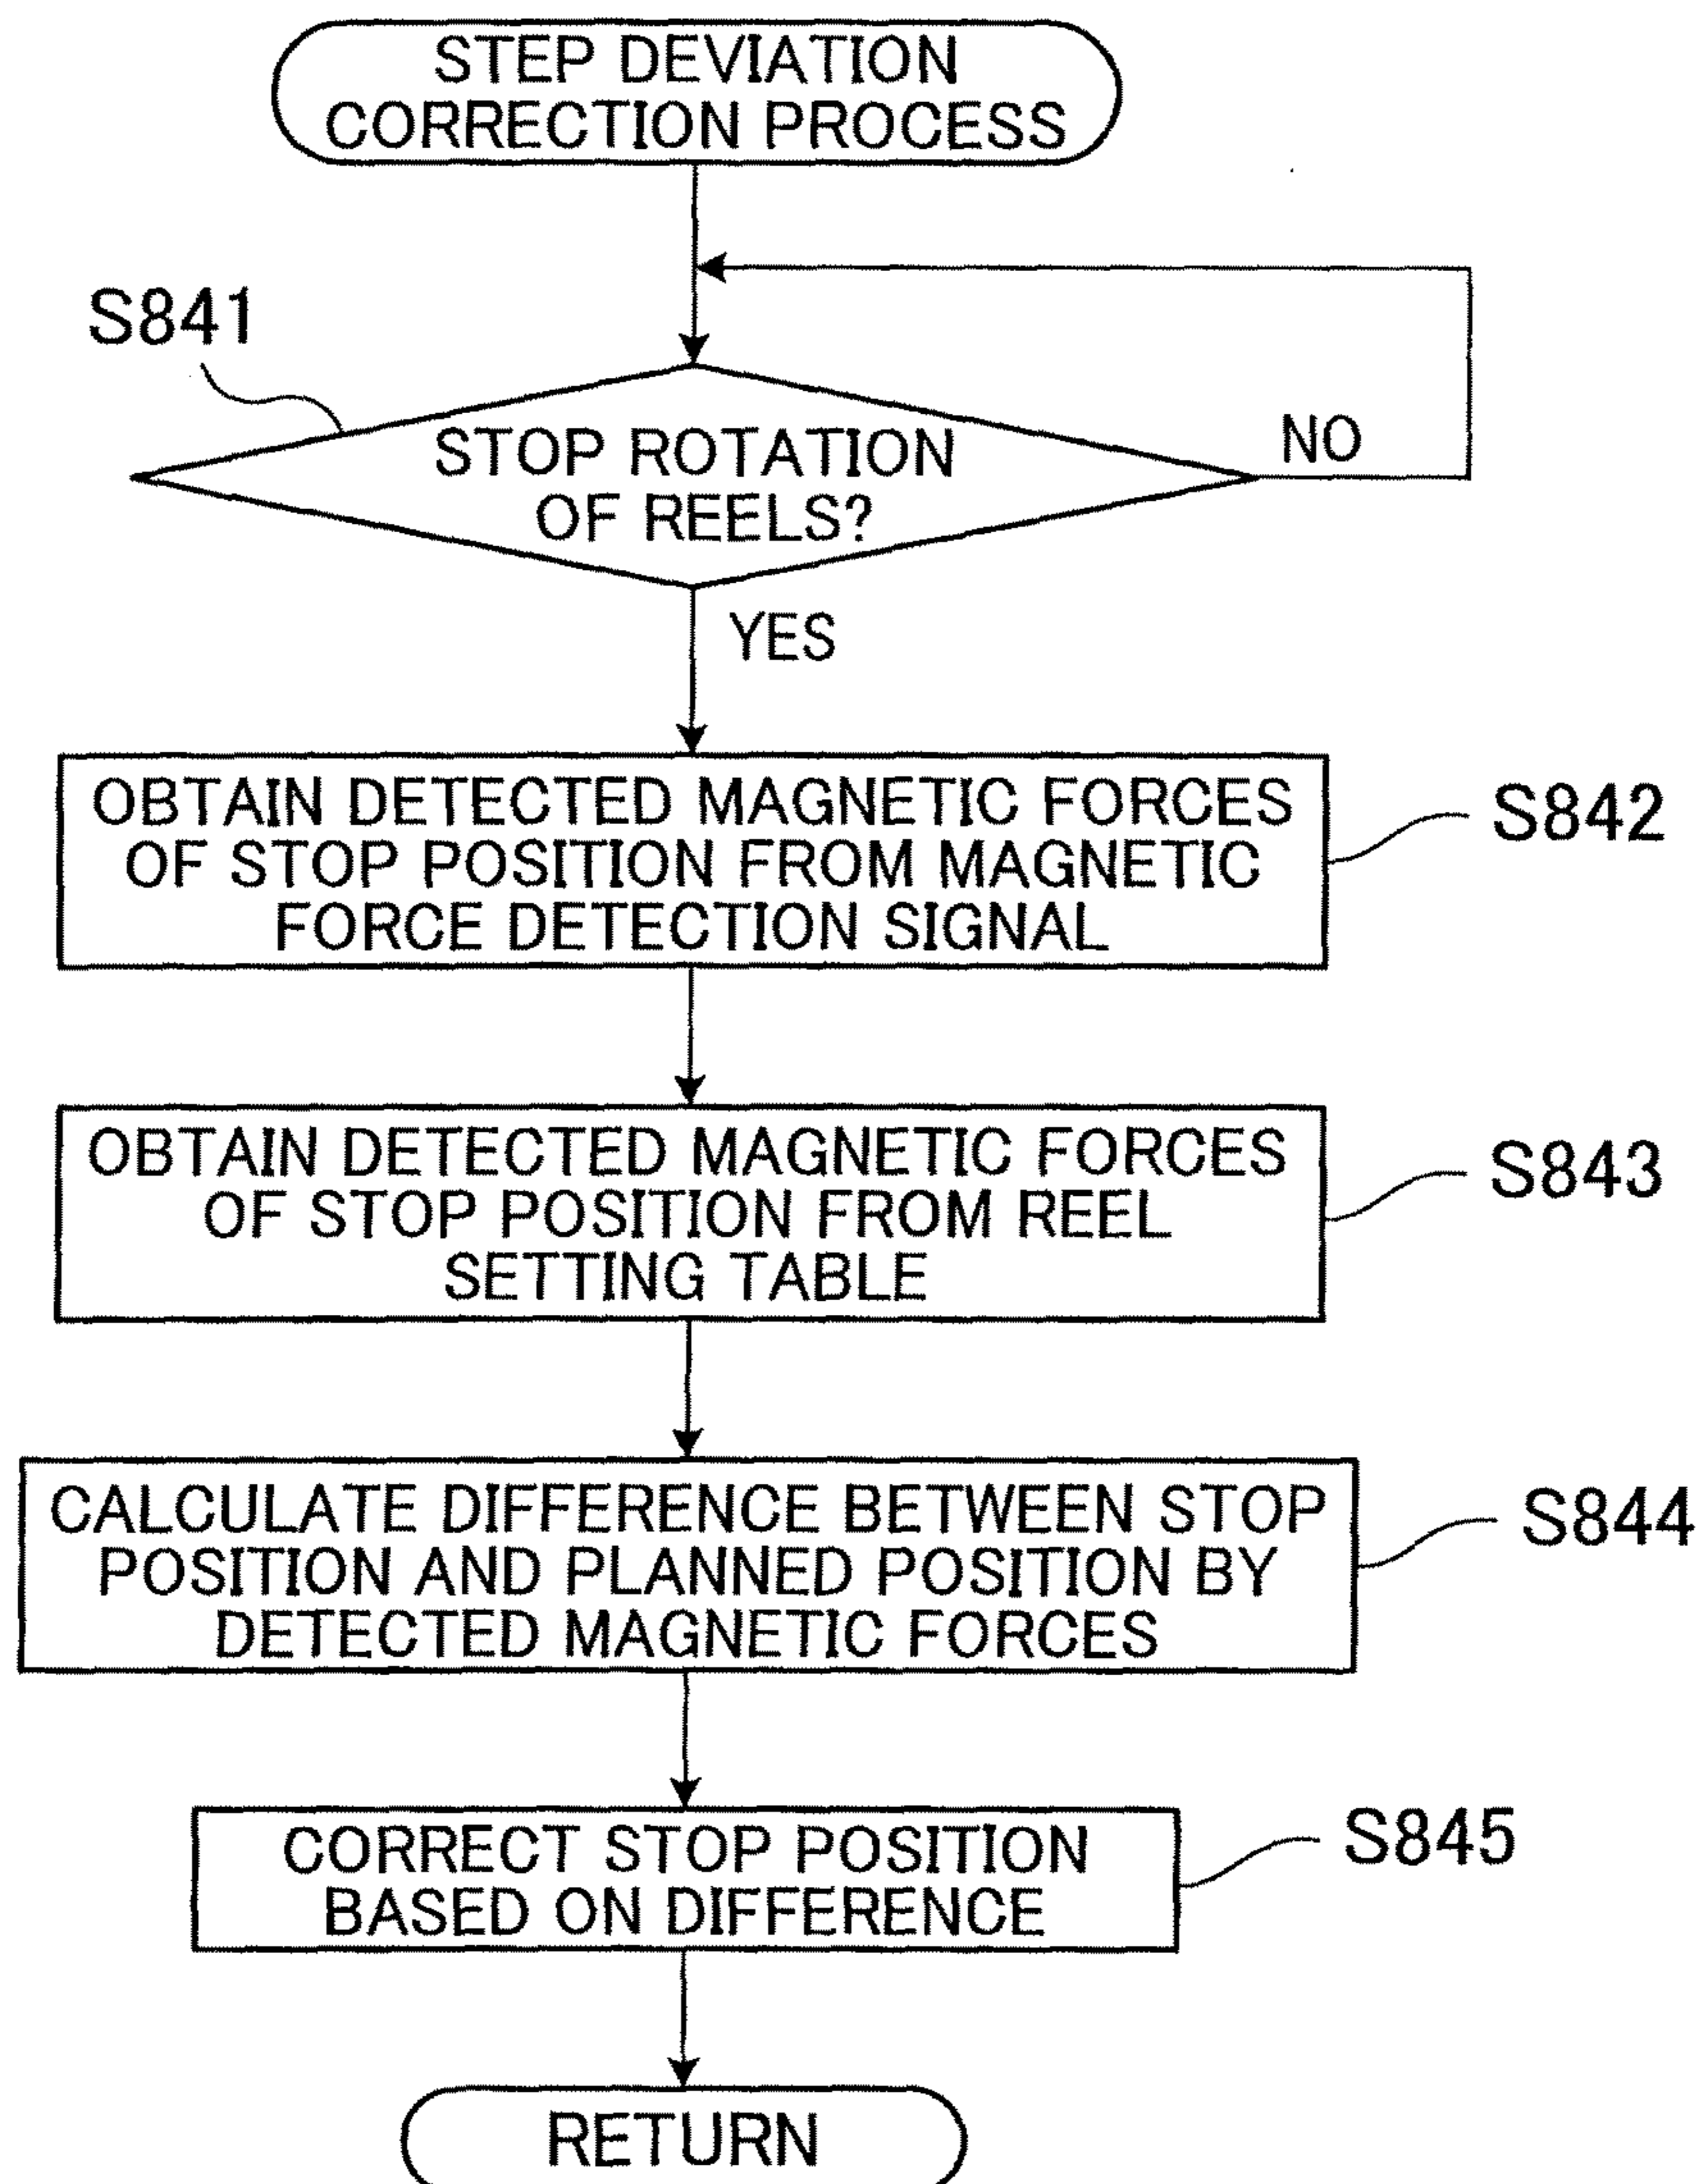 STEP DEVIATION
CORRECTION PROCESS
S841
STOP ROTATION
OF REELS?
NO
YES
OBTAIN DETECTED MAGNETIC FORCES
OF STOP POSITION FROM MAGNETIC
FORCE DETECTION SIGNAL
S842
OBTAIN DETECTED MAGNETIC FORCES
OF STOP POSITION FROM REEL
SETTING TABLE
S843
CALCULATE DIFFERENCE BETWEEN STOP
POSITION AND PLANNED POSITION BY
DETECTED MAGNETIC FORCES
S844
CORRECT STOP POSITION
BASED ON DIFFERENCE
S845
RETURN